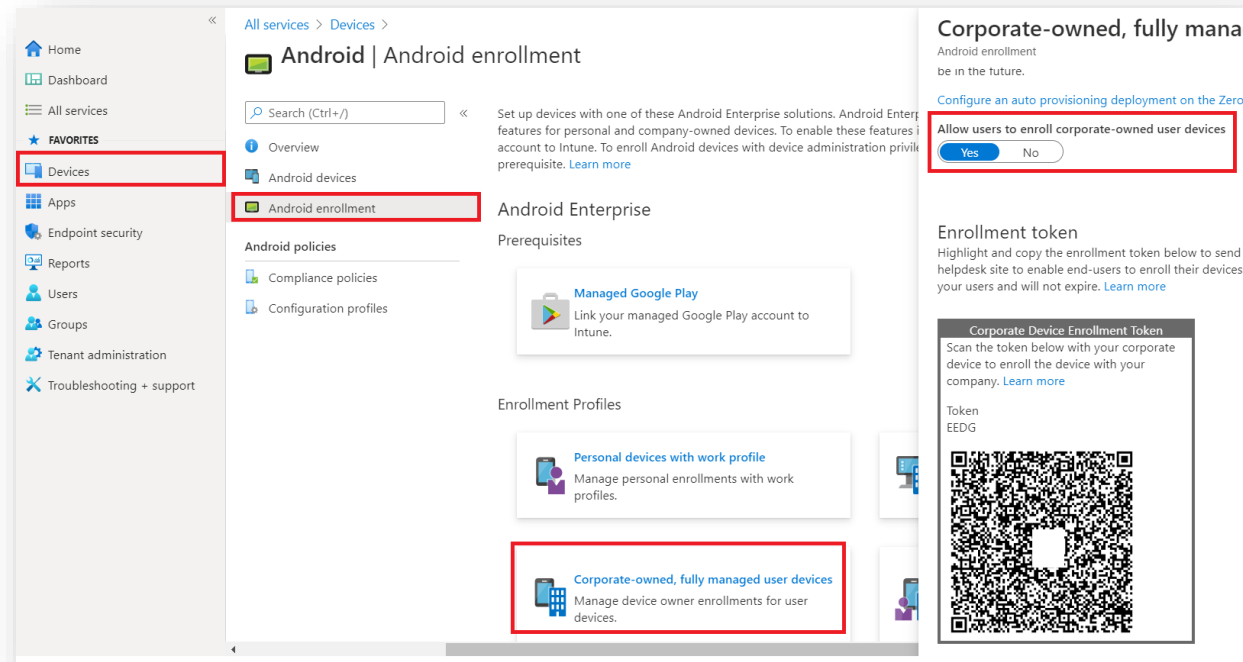 «
Home
Dashboard
All services
FAVORITES
Devices
Apps
Endpoint security
Reports
Users
Groups
Tenant administration
Troubleshooting + support
All services > Devices >
Android | Android enrollment
Search (Ctrl+/)
«
Overview
Android devices
Android enrollment
Android policies
Compliance policies
Configuration profiles
Set up devices with one of these Android Enterprise solutions. Android Enterp
features for personal and company-owned devices. To enable these features i
account to Intune. To enroll Android devices with device administration privile
prerequisite. Learn more
Android Enterprise
Prerequisites
Managed Google Play
Link your managed Google Play account to
Intune.
Enrollment Profiles
Personal devices with work profile
Manage personal enrollments with work
profiles.
Corporate-owned, fully managed user devices
Manage device owner enrollments for user
devices.
Corporate-owned, fully mana
Android enrollment
be in the future.
Configure an auto provisioning deployment on the Zero
Allow users to enroll corporate-owned user devices
Yes No
Enrollment token
Highlight and copy the enrollment token below to send
helpdesk site to enable end-users to enroll their devices
your users and will not expire. Learn more
Corporate Device Enrollment Token
Scan the token below with your corporate
device to enroll the device with your
company. Learn more
Token
EEDG